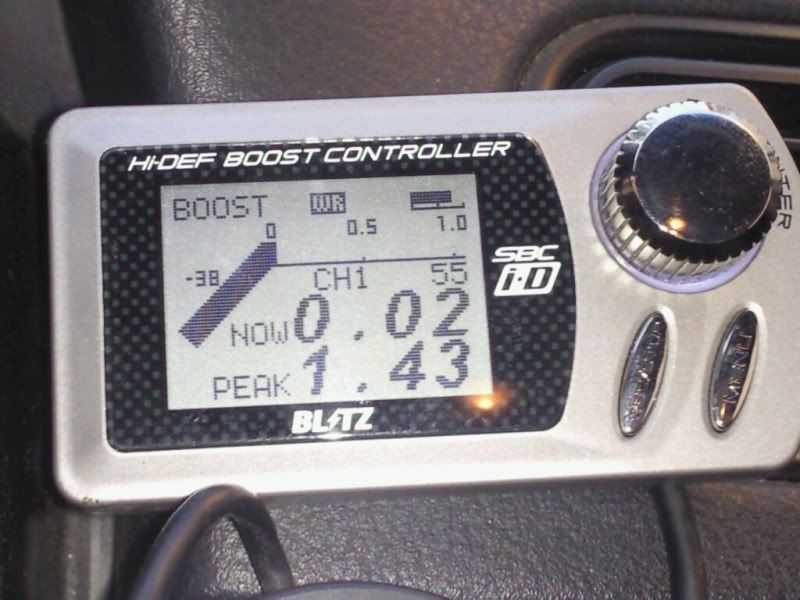 HI-DEF BOOST CONTROLLER
BOOST WR
0 0.5 1.0
-38 CH1 55
NOW 0.02
PEAK 1.43
SBC
i-D
BLITZ